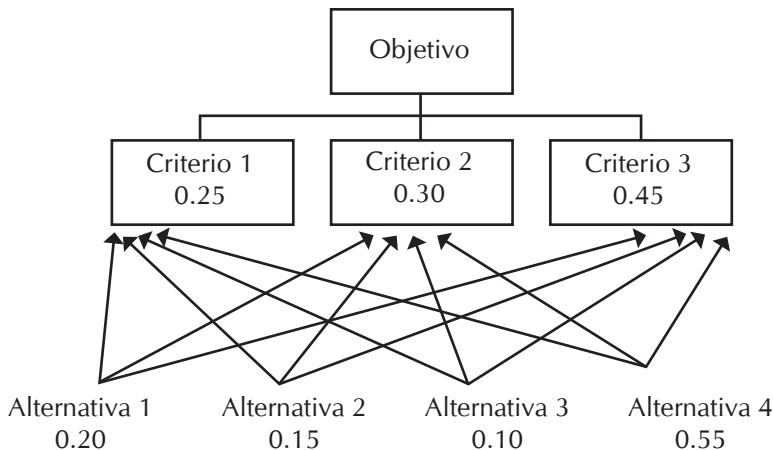 Objetivo
Criterio 1
0.25
Criterio 2
0.30
Criterio 3
0.45
Alternativa 1
0.20
Alternativa 2
0.15
Alternativa 3
0.10
Alternativa 4
0.55